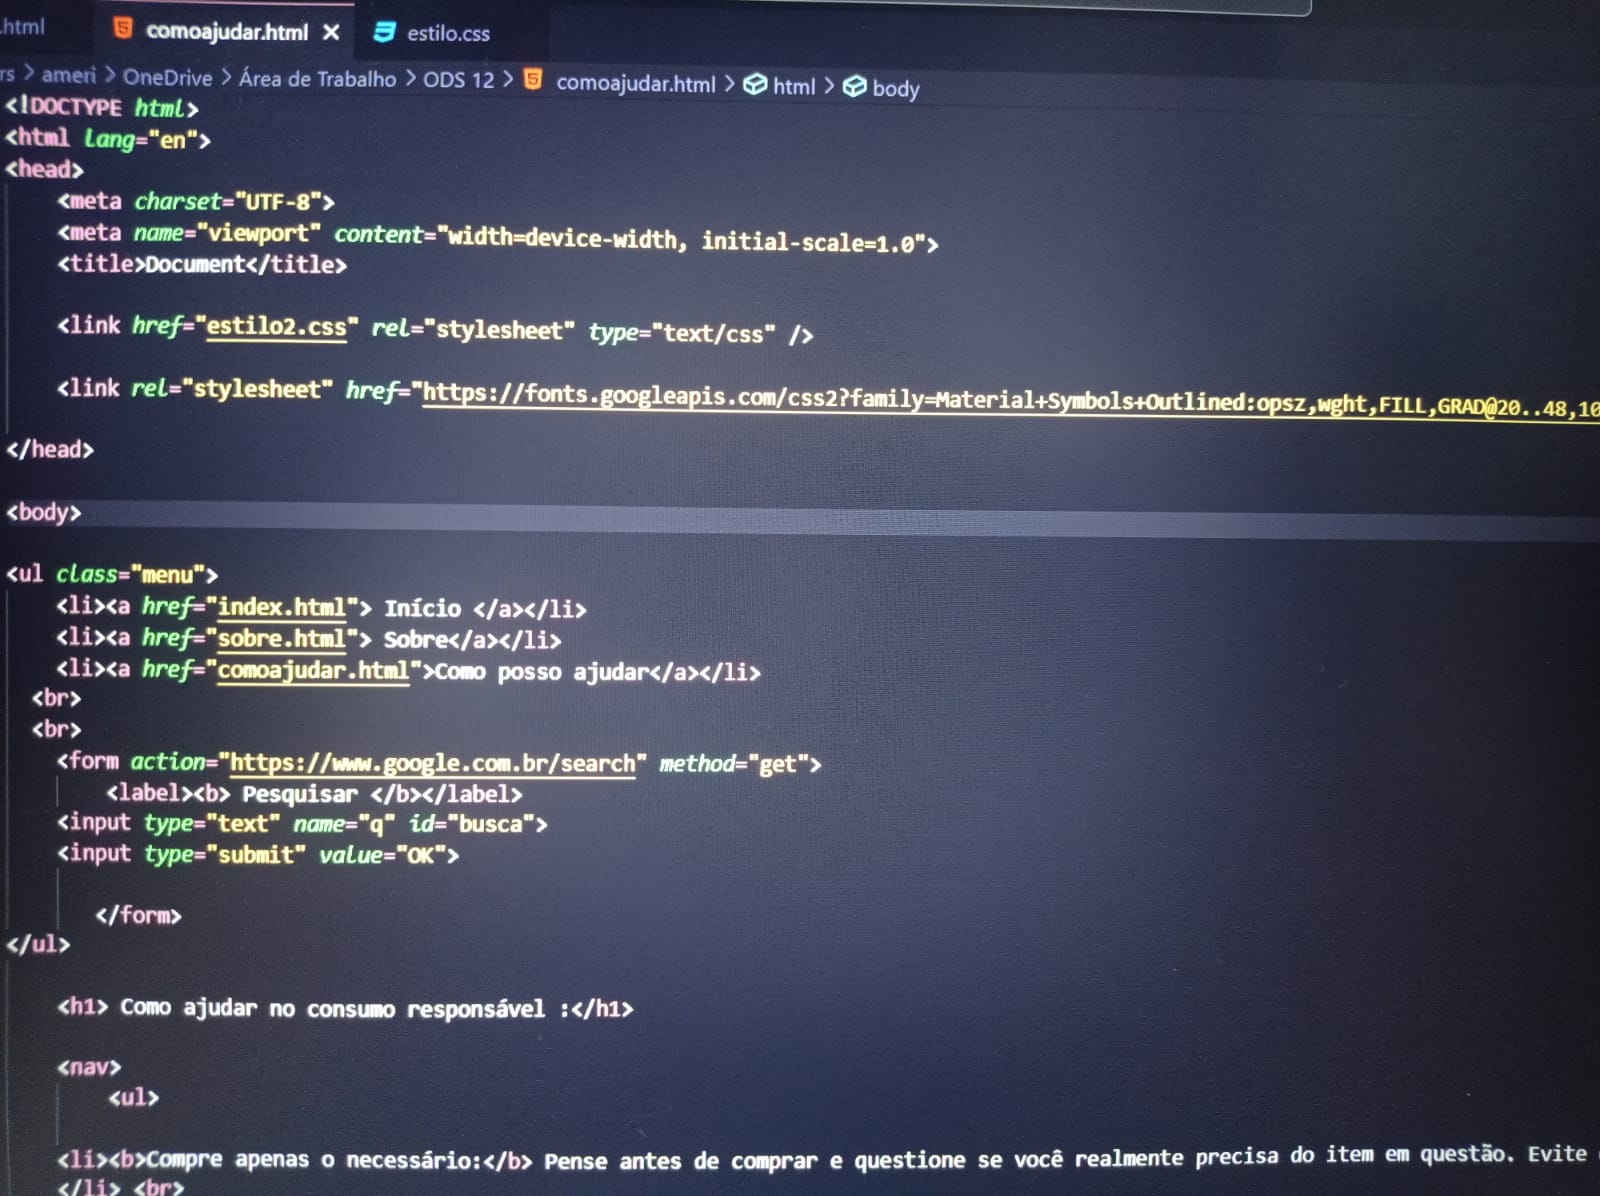 .html comoajudar.html × estilo.css
rs > ameri > OneDrive > Área de Trabalho > ODS 12 > comoajudar.html > html > body
<!DOCTYPE html>
<html lang="en">
<head>
<meta charset="UTF-8">
<meta name="viewport" content="width=device-width, initial-scale=1.0">
<title>Document</title>
<link href="estilo2.css" rel="stylesheet" type="text/css" />
<link rel="stylesheet" href="https://fonts.googleapis.com/css2?family=Material+Symbols+Outlined:opsz,wght,FILL,GRAD@20..48,10
</head>
<body>
<ul class="menu">
<li><a href="index.html"> Início </a></li>
<li><a href="sobre.html"> Sobre</a></li>
<li><a href="comoajudar.html">Como posso ajudar</a></li>
<br>
<br>
<form action="https://www.google.com.br/search" method="get">
<label><b> Pesquisar </b></label>
<input type="text" name="q" id="busca">
<input type="submit" value="OK">
</form>
</ul>
<h1> Como ajudar no consumo responsável :</h1>
<nav>
<ul>
<li><b>Compre apenas o necessário:</b> Pense antes de comprar e questione se você realmente precisa do item em questão. Evite
</li> <br>